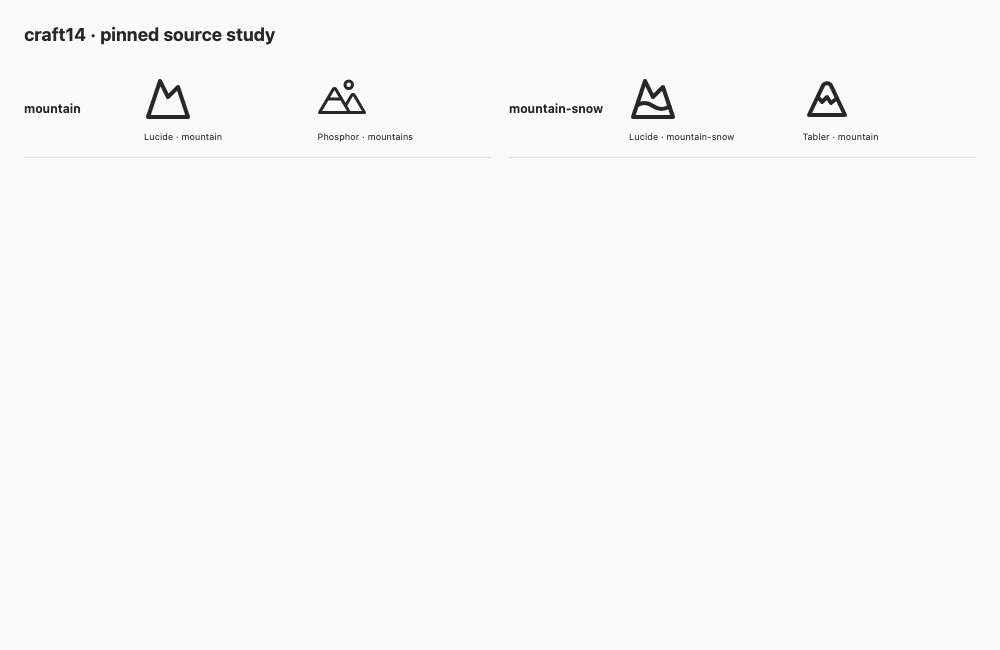 craft14 · pinned source study
mountain
Lucide · mountain
Phosphor · mountains
mountain-snow
Lucide · mountain-snow
Tabler · mountain